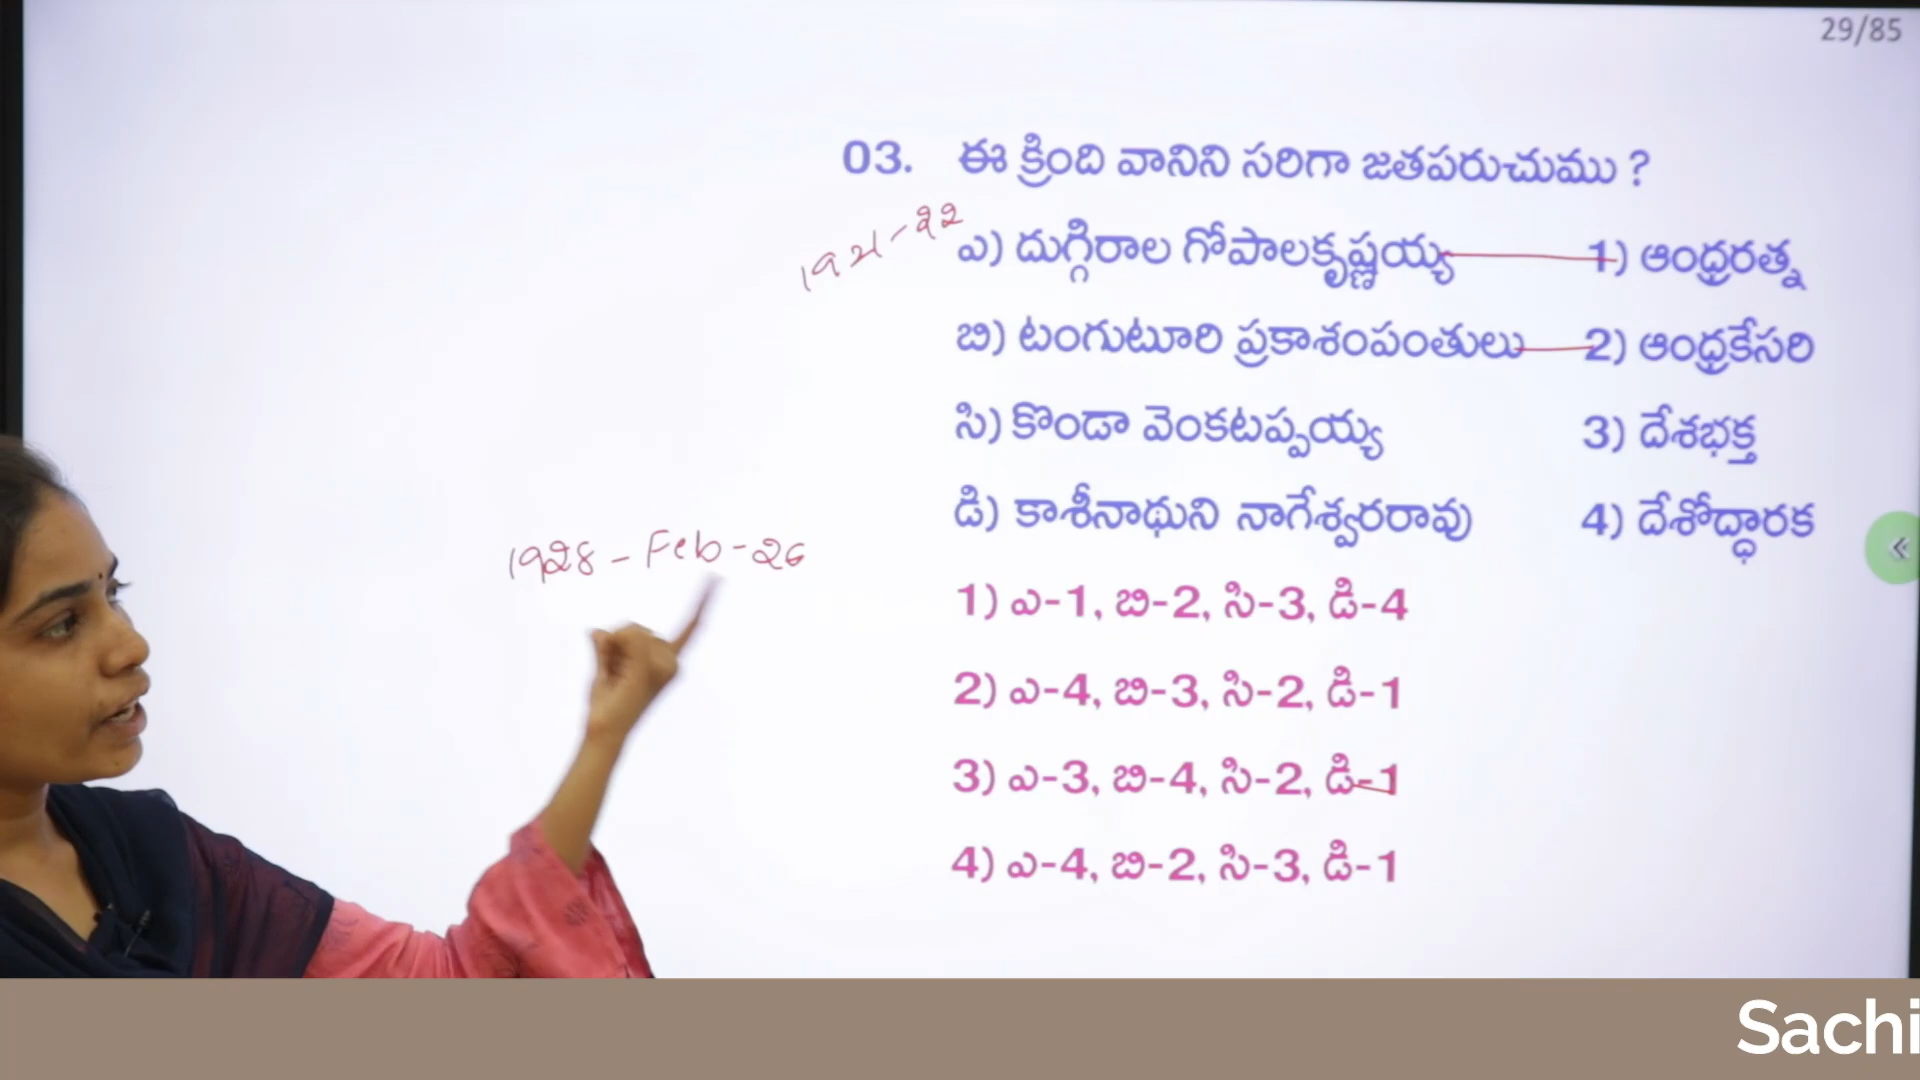 29/85
03. ఈ క్రింది వానిని సరిగా జతపరుచుము ?
1921-22
ఎ) దుగ్గిరాల గోపాలకృష్ణయ్య 1) ఆంధ్రరత్న
బి) టంగుటూరి ప్రకాశంపంతులు 2) ఆంధ్రకేసరి
సి) కొండా వెంకటప్పయ్య 3) దేశభక్త
డి) కాశీనాథుని నాగేశ్వరరావు 4) దేశోద్ధారక
1928 - Feb - 26
1) ఎ-1, బి-2, సి-3, డి-4
2) ఎ-4, బి-3, సి-2, డి-1
3) ఎ-3, బి-4, సి-2, డి-1
4) ఎ-4, బి-2, సి-3, డి-1
Sachi